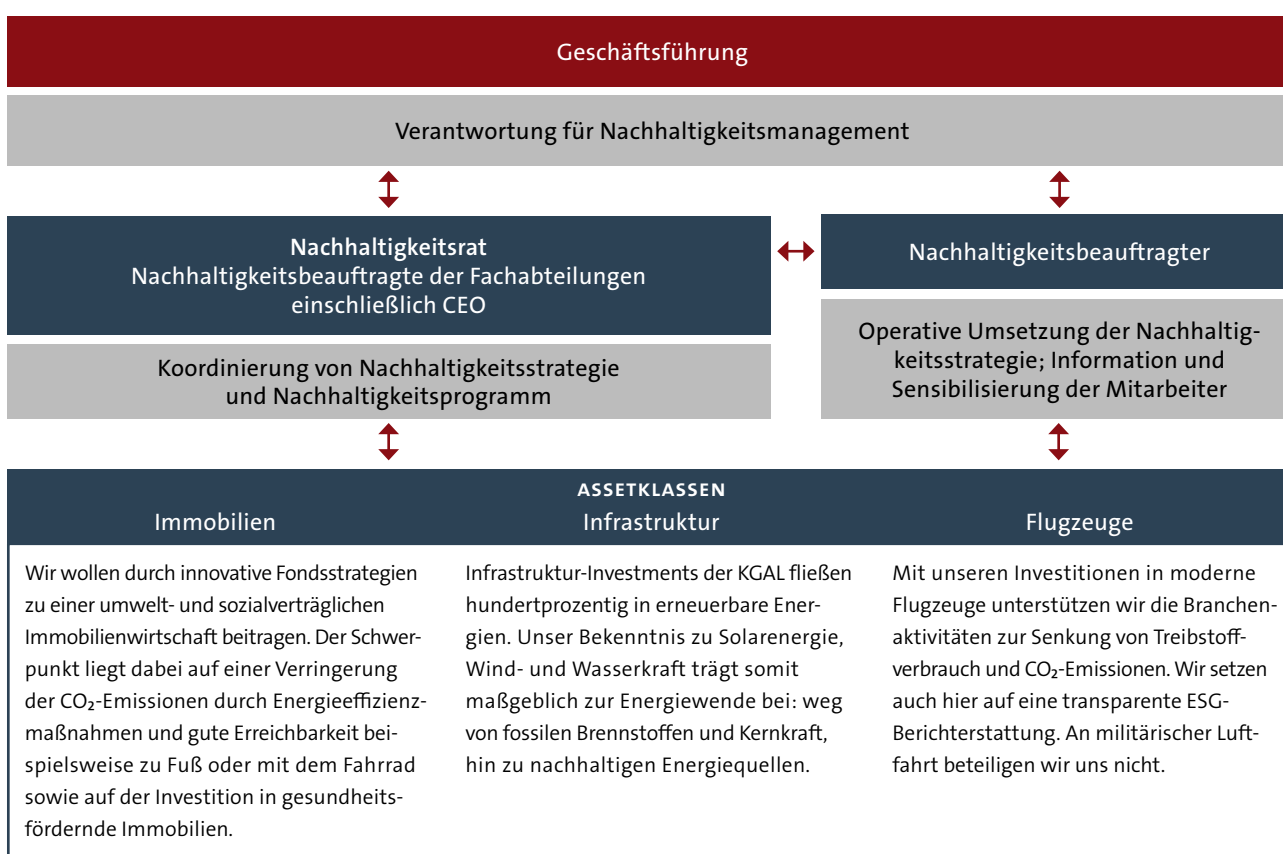 Geschäftsführung
Verantwortung für Nachhaltigkeitsmanagement
Nachhaltigkeitsrat
Nachhaltigkeitsbeauftragte der Fachabteilungen
einschließlich CEO
Koordinierung von Nachhaltigkeitsstrategie
und Nachhaltigkeitsprogramm
Nachhaltigkeitsbeauftragter
Operative Umsetzung der Nachhaltig-
keitsstrategie; Information und
Sensibilisierung der Mitarbeiter
ASSETKLASSEN
Immobilien
Wir wollen durch innovative Fondsstrategien
zu einer umwelt- und sozialverträglichen
Immobilienwirtschaft beitragen. Der Schwer-
punkt liegt dabei auf einer Verringerung
der CO₂-Emissionen durch Energieeffizienz-
maßnahmen und gute Erreichbarkeit bei-
spielsweise zu Fuß oder mit dem Fahrrad
sowie auf der Investition in gesundheits-
fördernde Immobilien.
Infrastruktur
Infrastruktur-Investments der KGAL fließen
hundertprozentig in erneuerbare Ener-
gien. Unser Bekenntnis zu Solarenergie,
Wind- und Wasserkraft trägt somit
maßgeblich zur Energiewende bei: weg
von fossilen Brennstoffen und Kernkraft,
hin zu nachhaltigen Energiequellen.
Flugzeuge
Mit unseren Investitionen in moderne
Flugzeuge unterstützen wir die Branchen-
aktivitäten zur Senkung von Treibstoff-
verbrauch und CO₂-Emissionen. Wir setzen
auch hier auf eine transparente ESG-
Berichterstattung. An militärischer Luft-
fahrt beteiligen wir uns nicht.